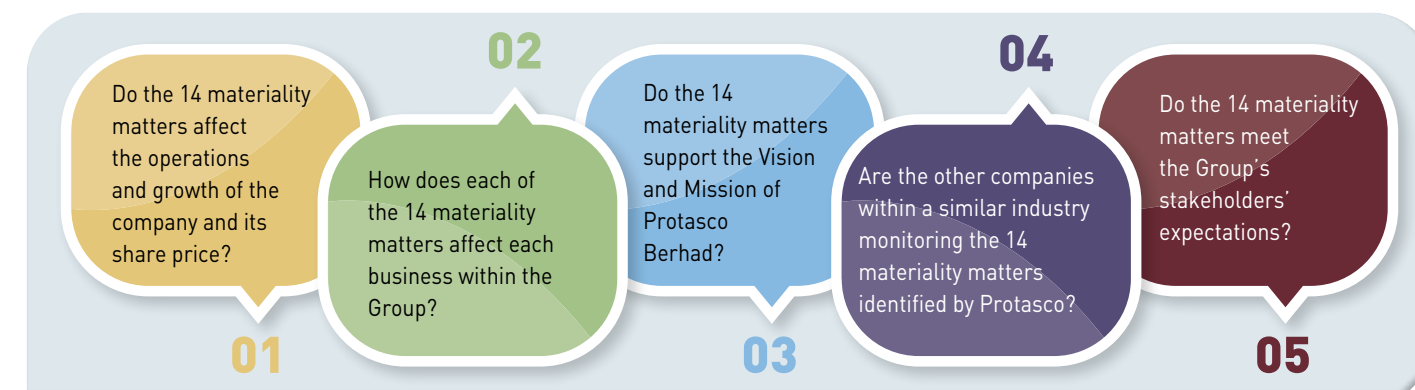 Do the 14 materiality
matters affect
the operations
and growth of the
company and its
share price?
01
02
How does each of
the 14 materiality
matters affect each
business within the
Group?
Do the 14
materiality matters
support the Vision
and Mission of
Protasco
Berhad?
03
04
Are the other companies
within a similar industry
monitoring the 14
materiality matters
identified by Protasco?
Do the 14 materiality
matters meet
the Group’s
stakeholders’
expectations?
05